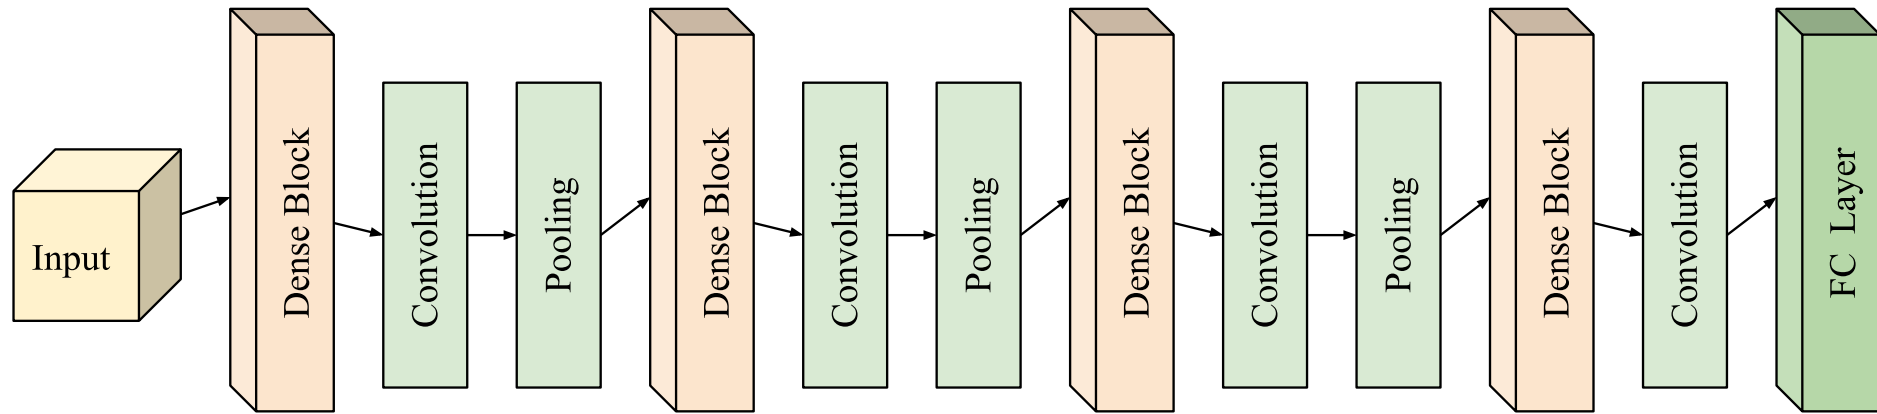 Input
Dense Block
Convolution
Pooling
Dense Block
Convolution
Pooling
Dense Block
Convolution
Pooling
Dense Block
Convolution
FC Layer